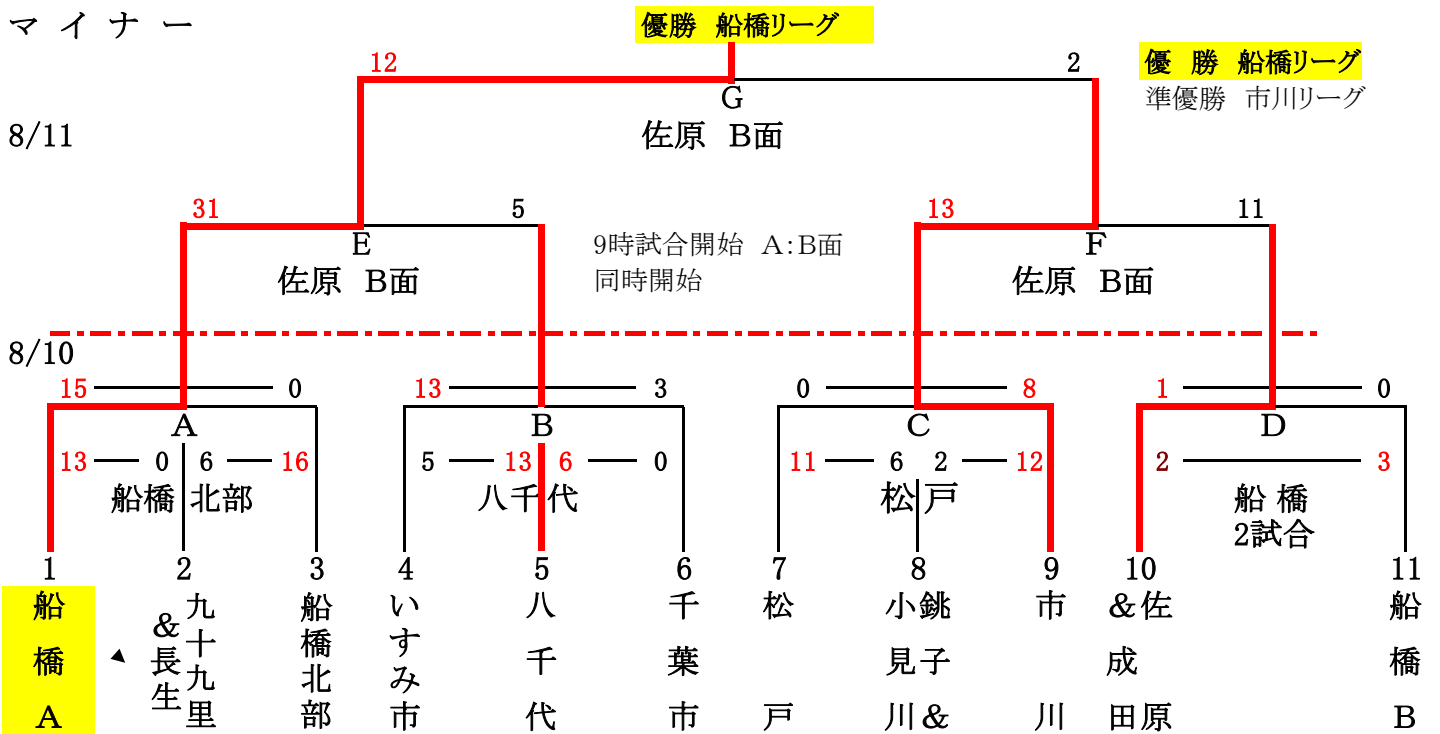 マイナー
優勝 船橋リーグ
12 2
優 勝 船橋リーグ
準優勝 市川リーグ
G
佐原 B面
8/11
31 5 13 11
E F
9時試合開始 A:B面
同時開始
佐原 B面 佐原 B面
8/10
15 0 13 3 0 8 1 0
A B C D
13 0 6 16 5 13 6 0 11 6 2 12 2 3
船橋 北部 八千代 松戸 船橋
2試合
1 2 3 4 5 6 7 8 9 10 11
船橋A
九十九里
&長生
船橋北部
いすみ市
八千代
千葉市
松戸
銚子&
小見川
市川
佐原
&成田
船橋B